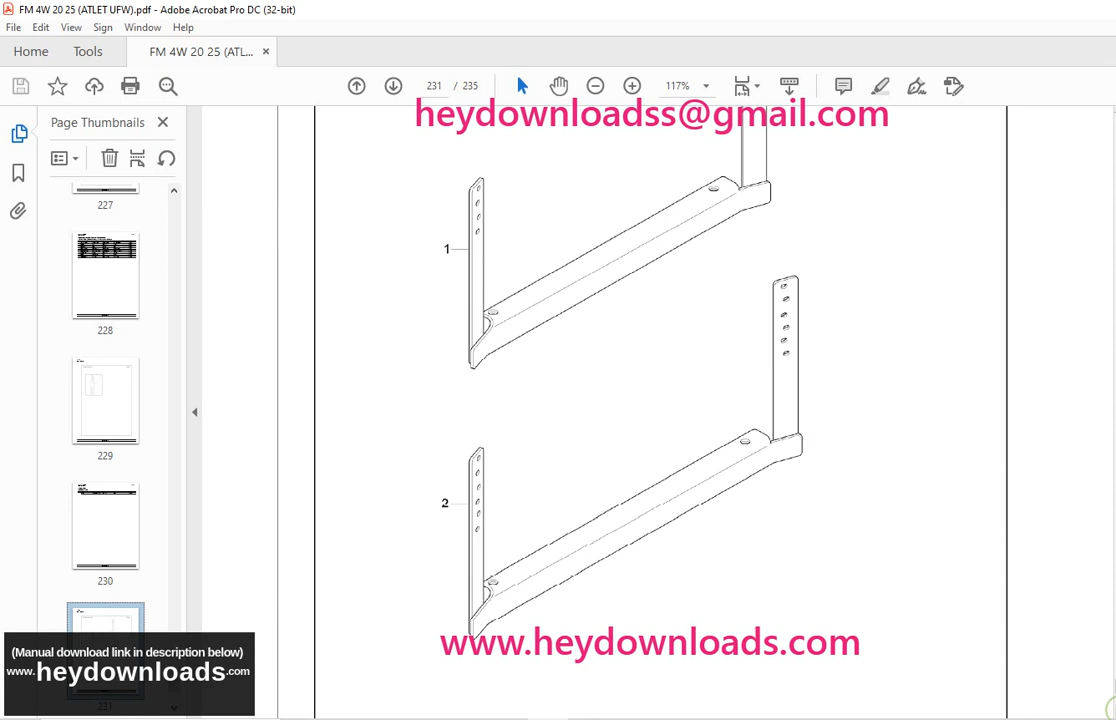 FM 4W 20 25 (ATLET UFW).pdf - Adobe Acrobat Pro DC (32-bit)
File Edit View Sign Window Help
Home Tools FM 4W 20 25 (ATL... ×
231 / 235 117%
heydownloadss@gmail.com
Page Thumbnails
227
228
229
230
231
1
2
(Manual download link in description below)
www.heydownloads.com
www.heydownloads.com